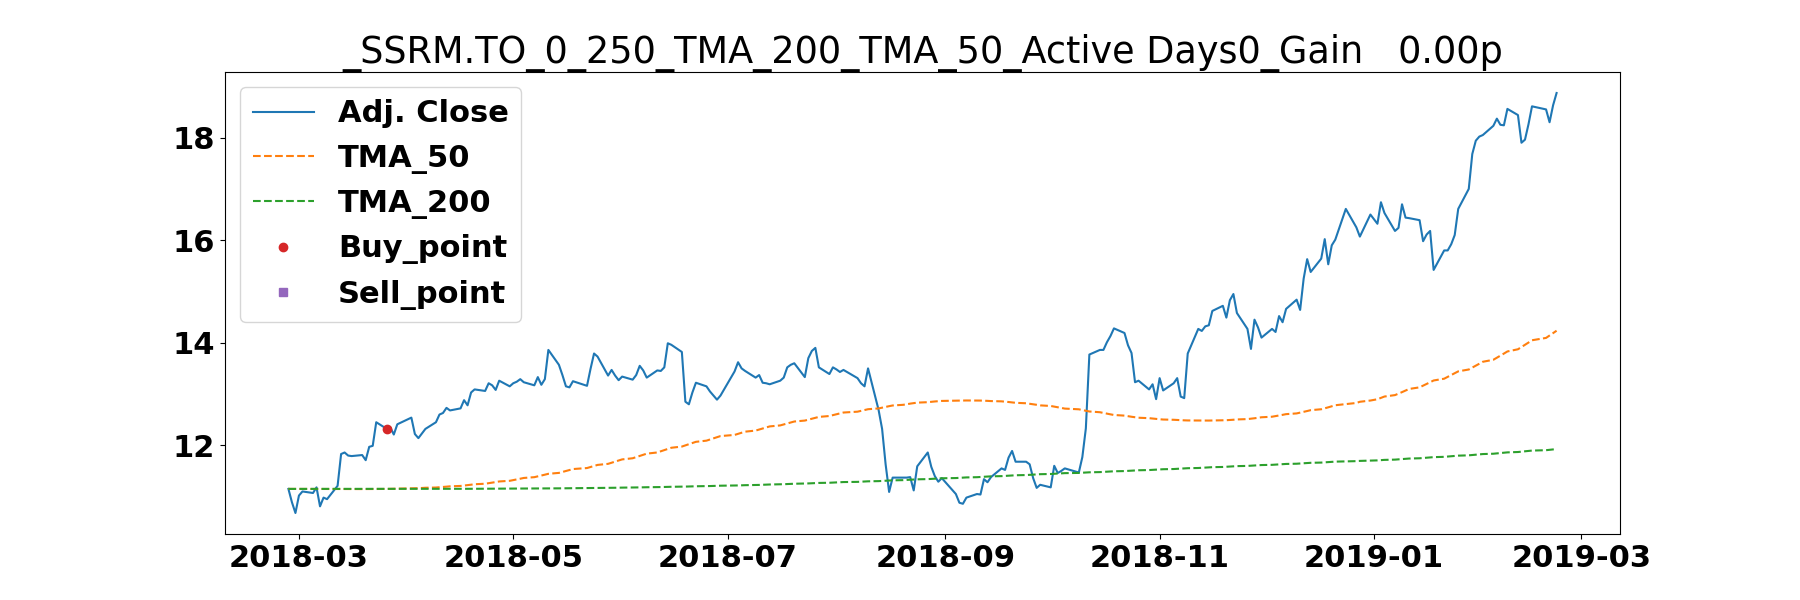 _SSRM.TO_0_250_TMA_200_TMA_50_Active Days0_Gain   0.00p
Adj. Close
TMA_50
TMA_200
Buy_point
Sell_point
18
16
14
12
2018-03 2018-05 2018-07 2018-09 2018-11 2019-01 2019-03